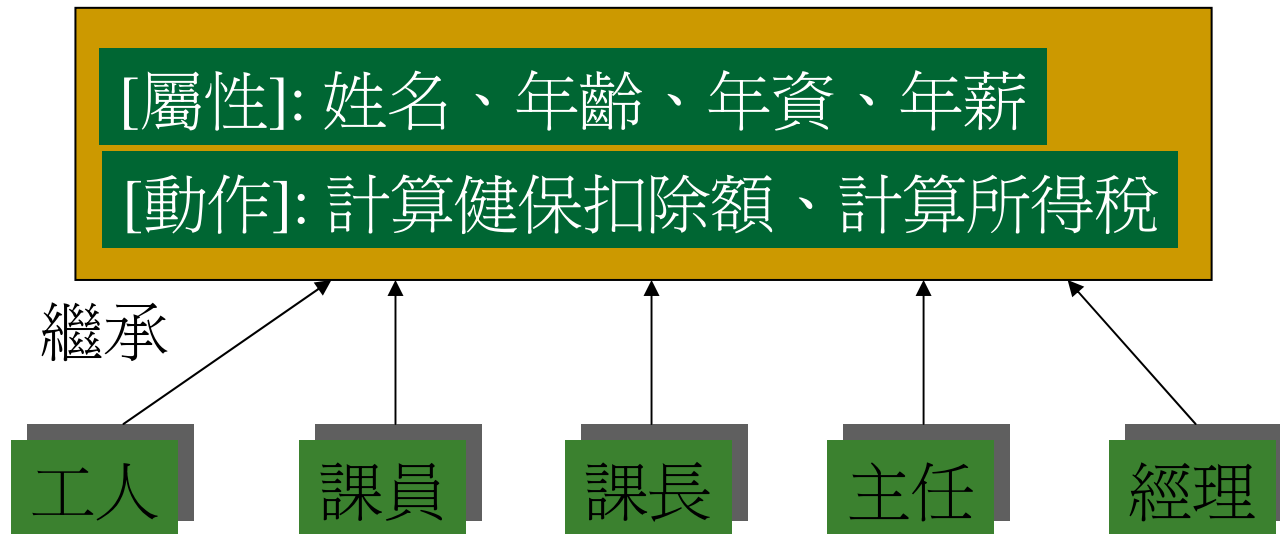 [屬性]: 姓名、年齡、年資、年薪
[動作]: 計算健保扣除額、計算所得稅
繼承
工人 課員 課長 主任 經理